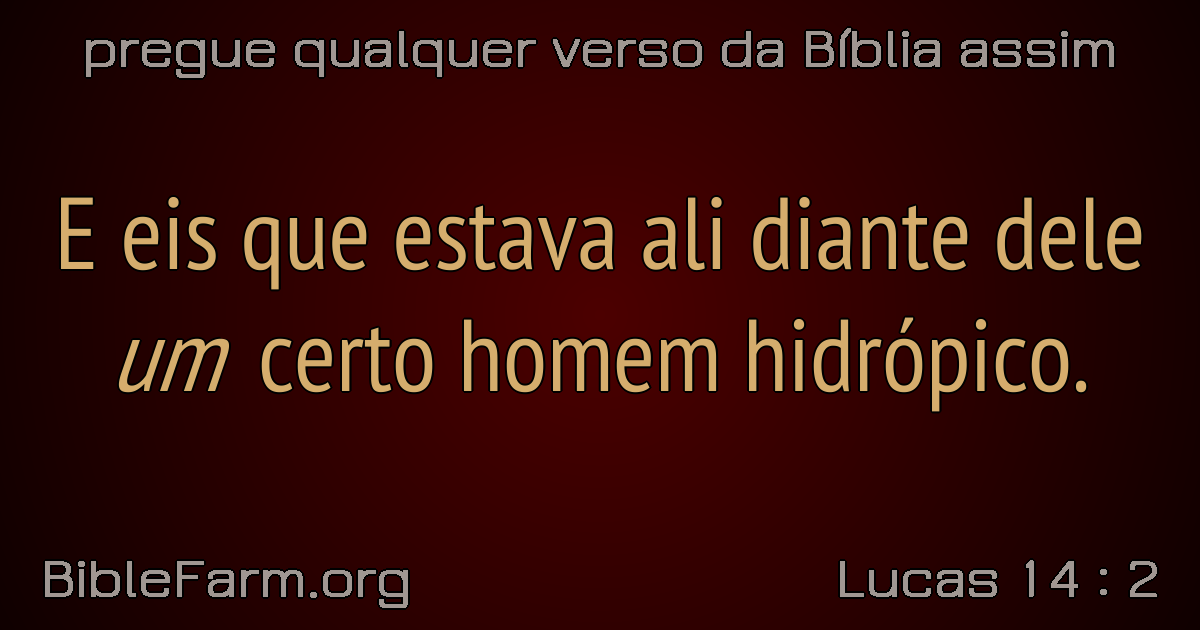 pregue qualquer verso da Bíblia assim
E eis que estava ali diante dele
um certo homem hidrópico.
BibleFarm.org
Lucas 14 : 2